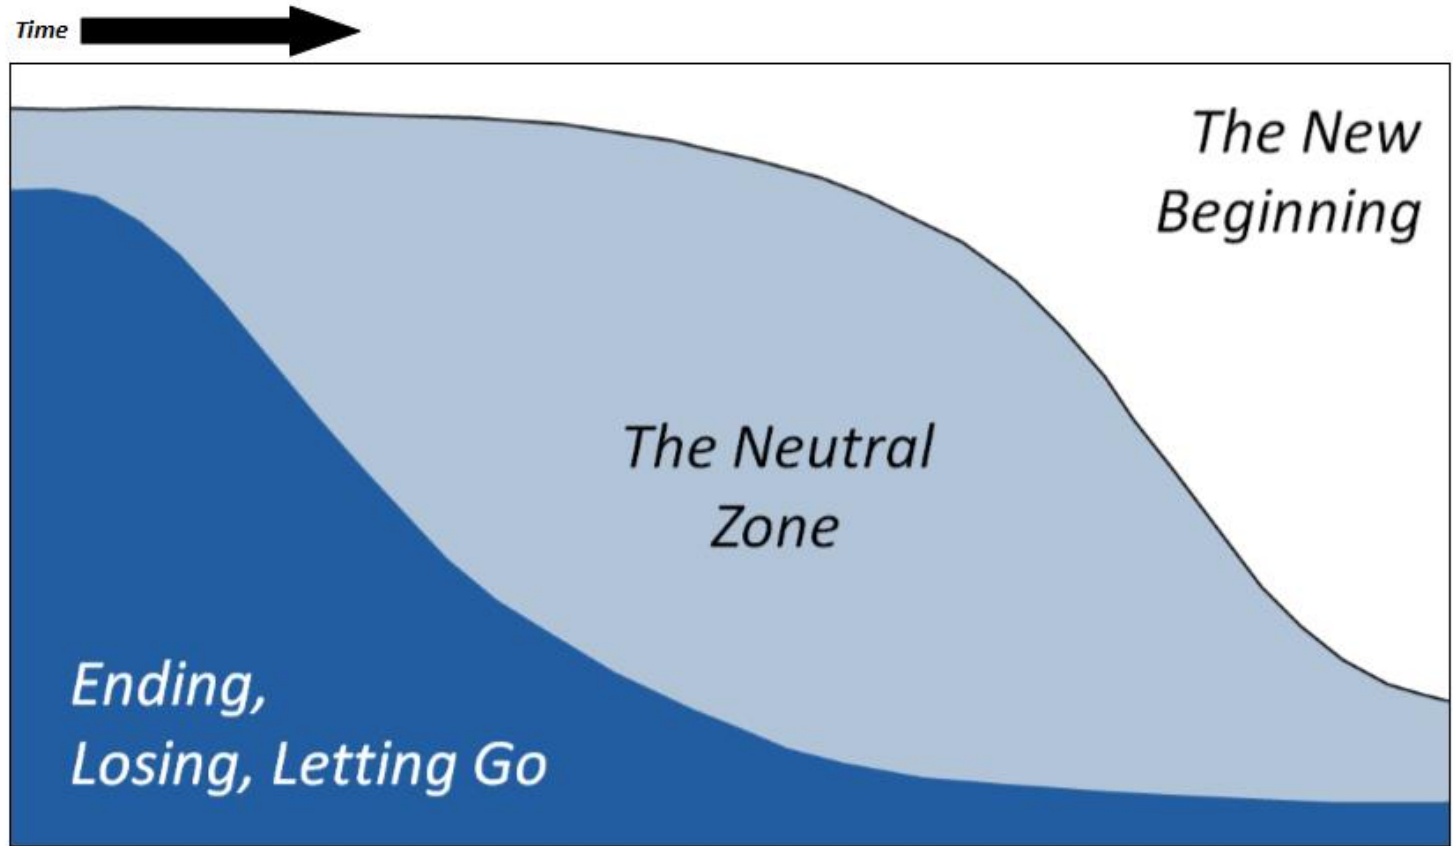 Time
The New
Beginning
The Neutral
Zone
Ending,
Losing, Letting Go